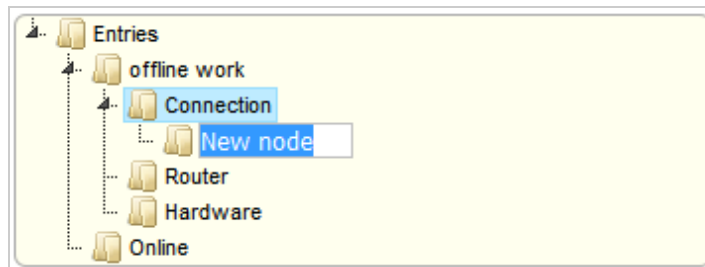 Entries
offline work
Connection
New node
Router
Hardware
Online